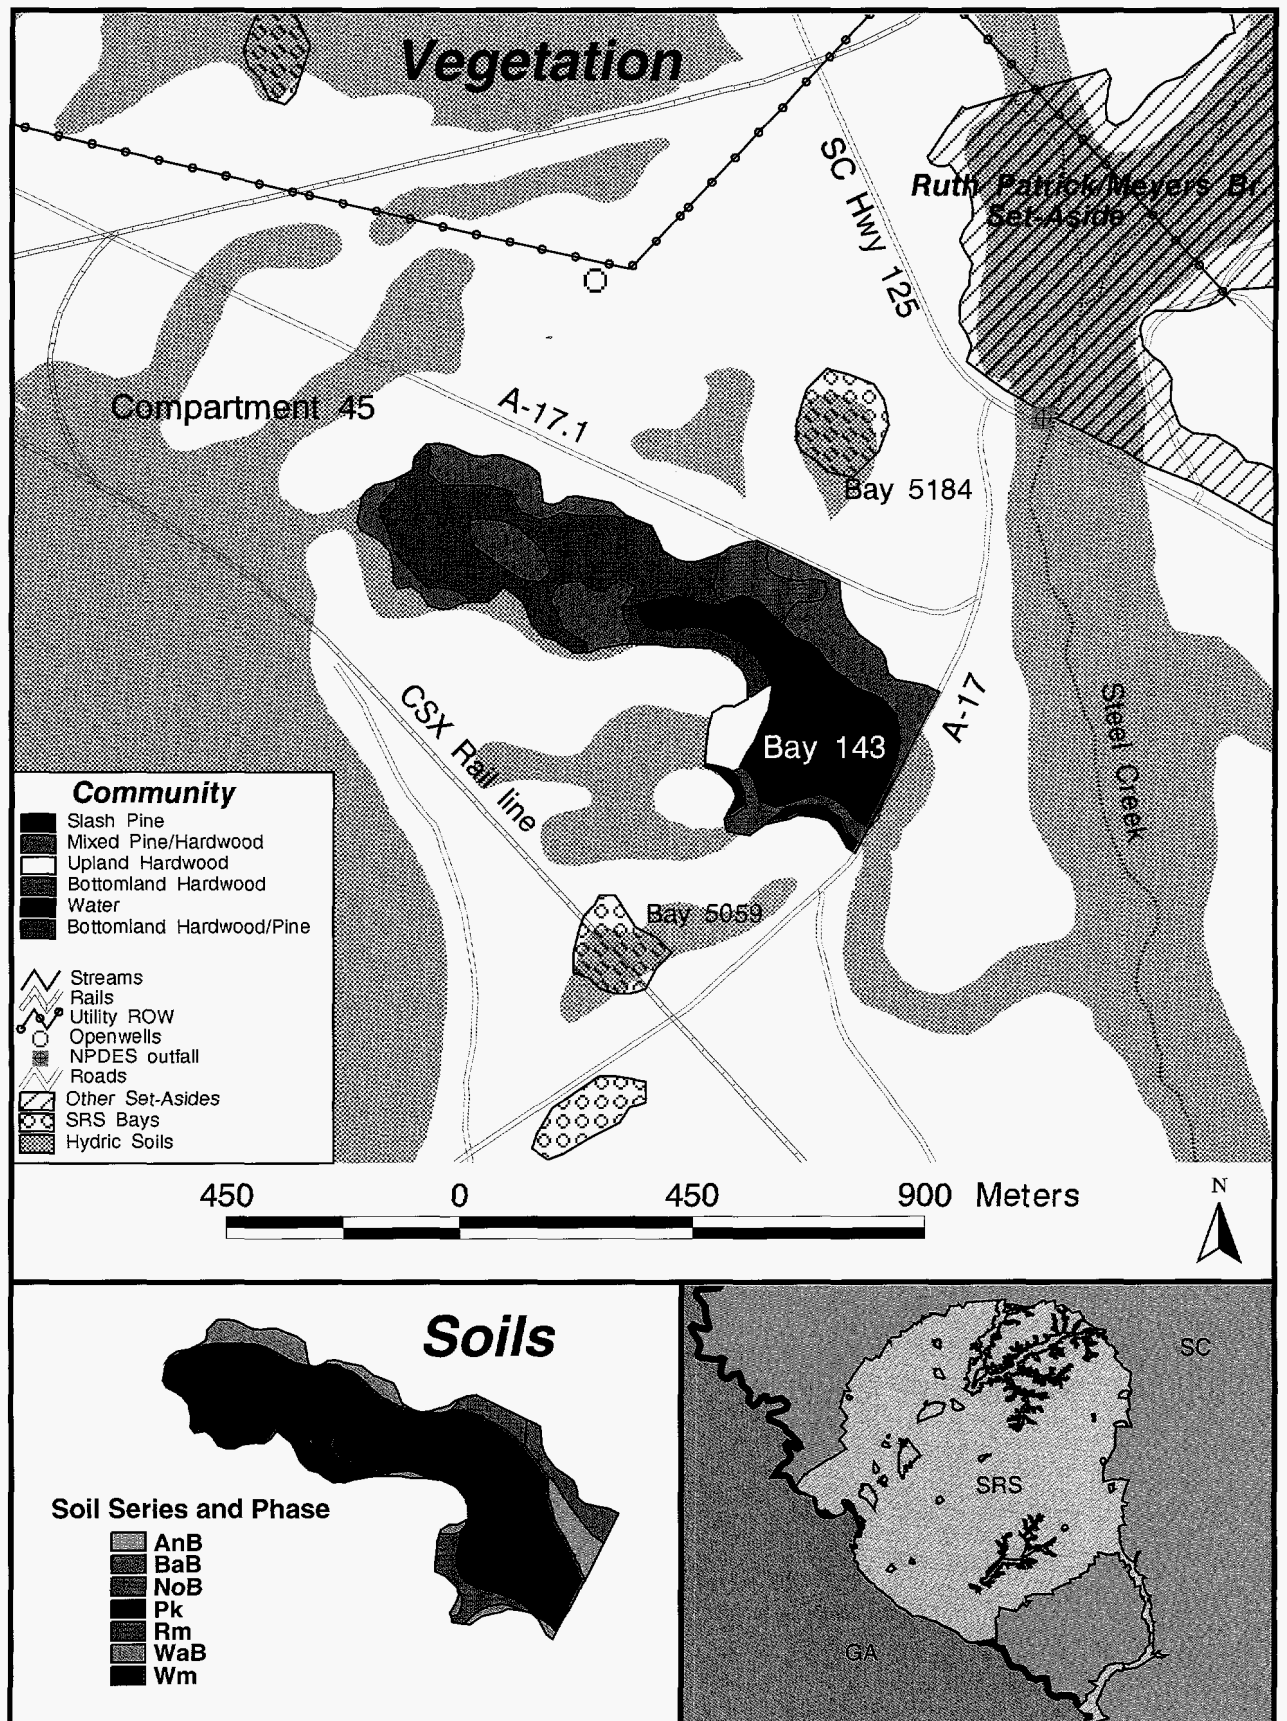 Vegetation
SC Hwy 125
Ruth Patrick/Meyers Br.
Set-Aside
Compartment 45
A-17.1
Bay 5184
CSX Rail line
A-17
Steel Creek
Bay 143
Bay 5059
Community
Slash Pine
Mixed Pine/Hardwood
Upland Hardwood
Bottomland Hardwood
Water
Bottomland Hardwood/Pine
Streams
Rails
Utility ROW
Openwells
NPDES outfall
Roads
Other Set-Asides
SRS Bays
Hydric Soils
450 0 450 900 Meters
N
Soils
Soil Series and Phase
AnB
BaB
NoB
Pk
Rm
WaB
Wm
SC
SRS
GA